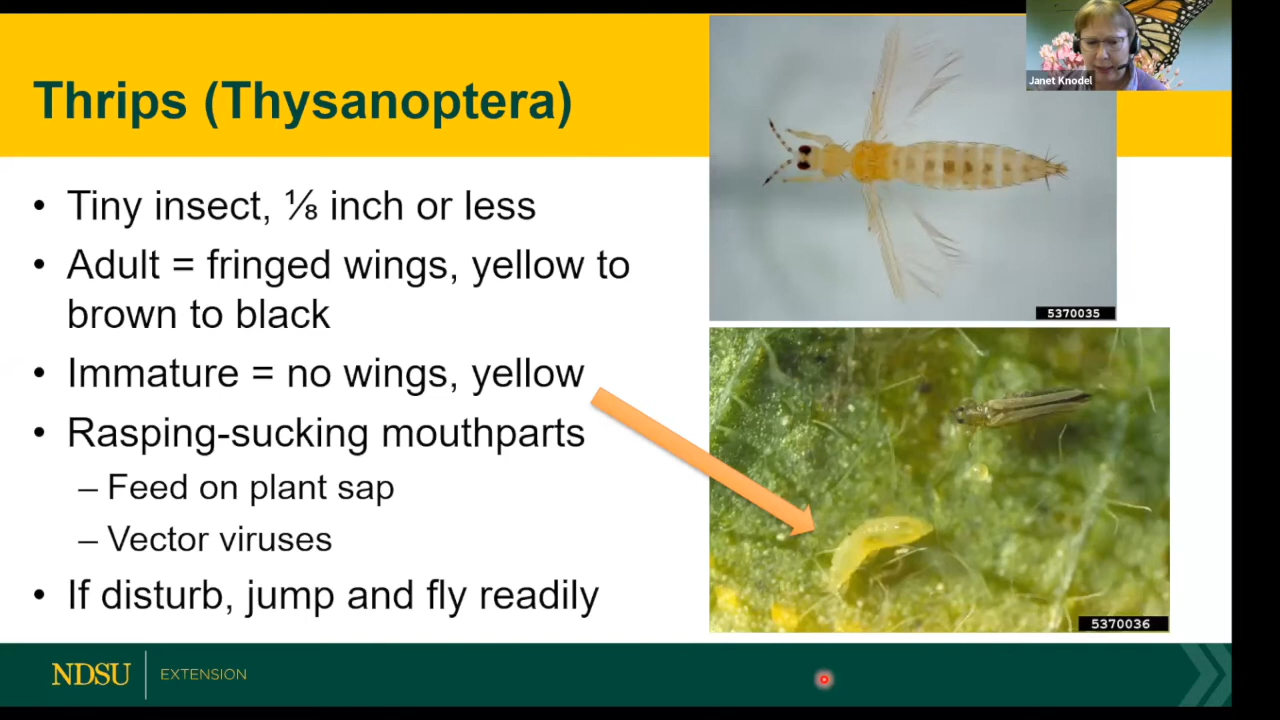 Janet Knodel
Thrips (Thysanoptera)
• Tiny insect, ⅛ inch or less
• Adult = fringed wings, yellow to
brown to black
• Immature = no wings, yellow
• Rasping-sucking mouthparts
– Feed on plant sap
– Vector viruses
• If disturb, jump and fly readily
5370035
5370036
NDSU EXTENSION